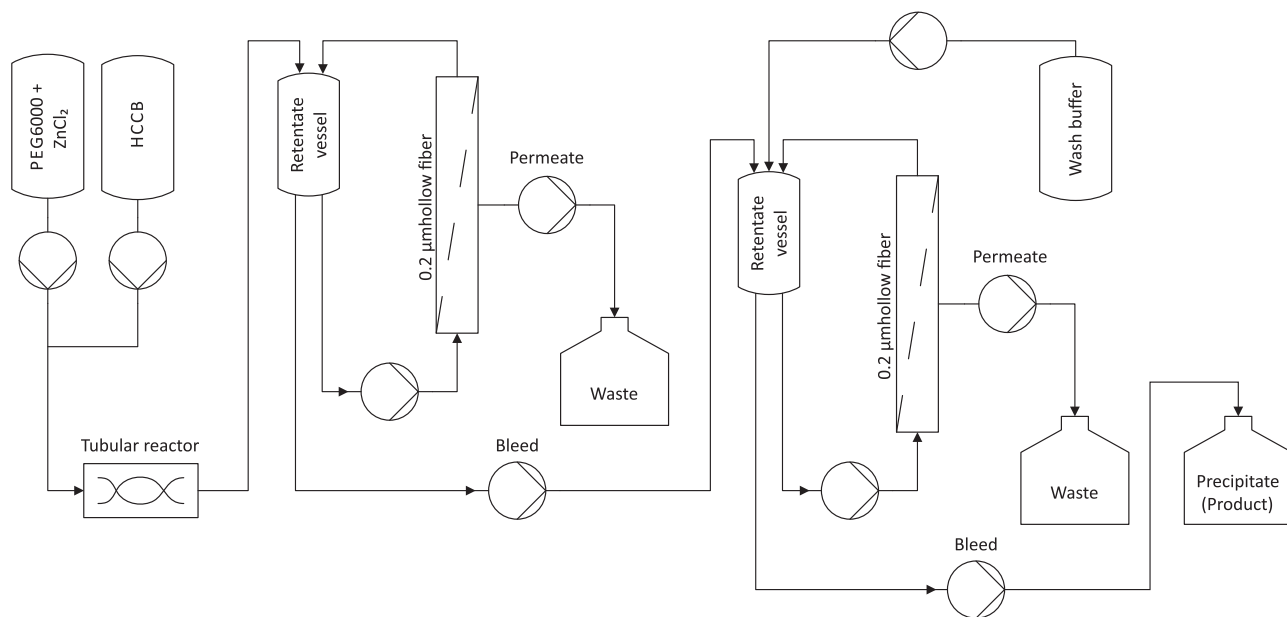 PEG6000 +
ZnCl₂
HCCB
Tubular reactor
Retentate
vessel
0.2 µmhollow fiber
Permeate
Waste
Bleed
Retentate
vessel
0.2 µmhollow fiber
Wash buffer
Permeate
Waste
Bleed
Precipitate
(Product)